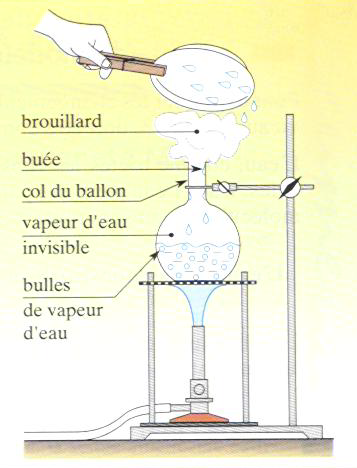 brouillard
buée
col du ballon
vapeur d'eau
invisible
bulles
de vapeur
d'eau